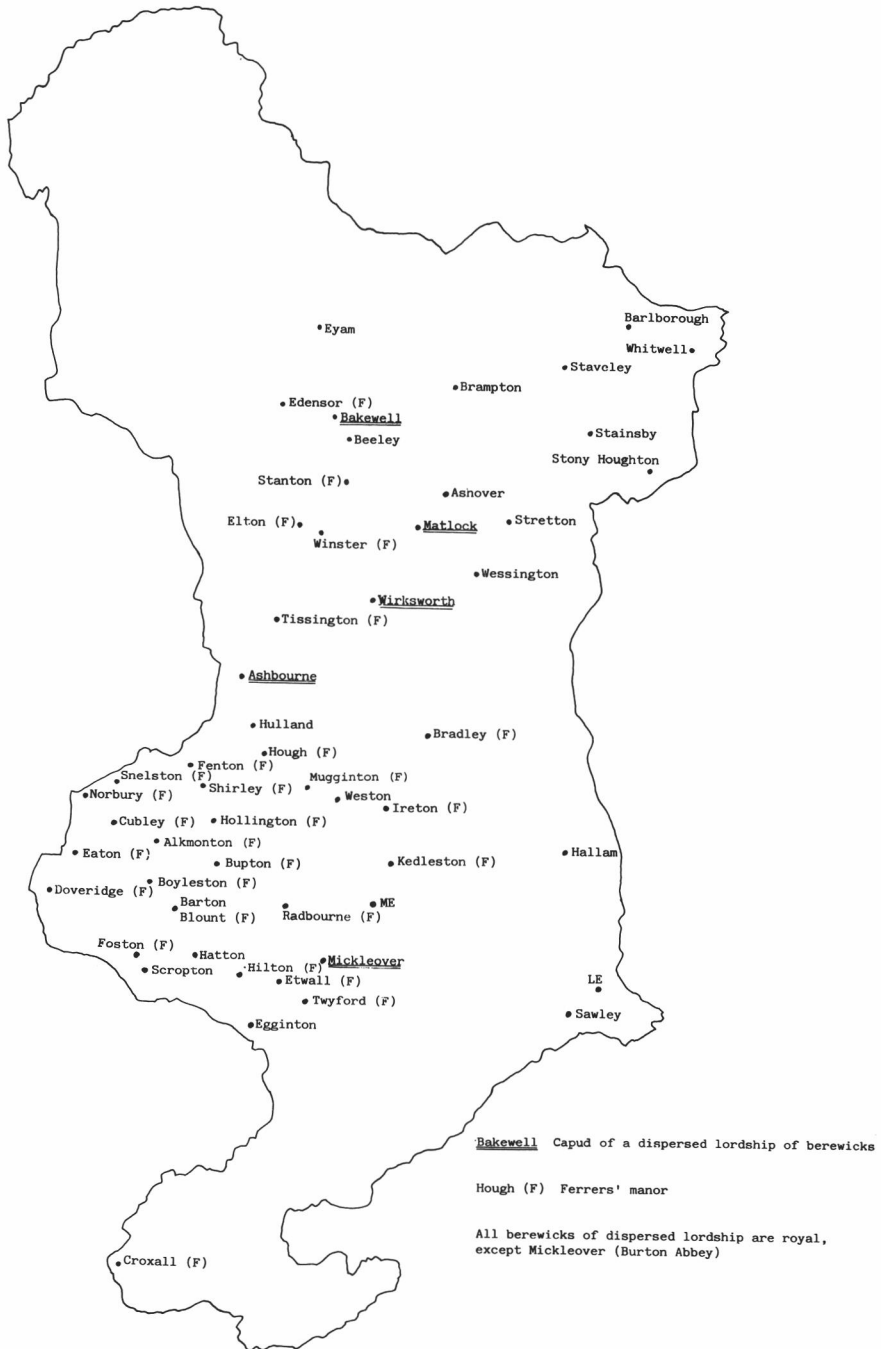 Eyam
Barlborough
Whitwell
Staveley
Brampton
Edensor (F)
Bakewell
Beeley
Stainsby
Stony Houghton
Stanton (F)
Ashover
Elton (F)
Winster (F)
Matlock
Stretton
Wessington
Wirksworth
Tissington (F)
Ashbourne
Hulland
Bradley (F)
Hough (F)
Fenton (F)
Snelston (F)
Shirley (F)
Mugginton (F)
Norbury (F)
Weston
Ireton (F)
Cubley (F)
Hollington (F)
Alkmonton (F)
Eaton (F)
Bupton (F)
Kedleston (F)
Hallam
Boyleston (F)
Doveridge (F)
Barton
Blount (F)
Radbourne (F)
ME
Foston (F)
Hatton
Mickleover
Scropton
Hilton (F)
Etwall (F)
LE
Twyford (F)
Sawley
Egginton
Bakewell Capud of a dispersed lordship of berewicks
Hough (F) Ferrers' manor
All berewicks of dispersed lordship are royal,
except Mickleover (Burton Abbey)
Croxall (F)